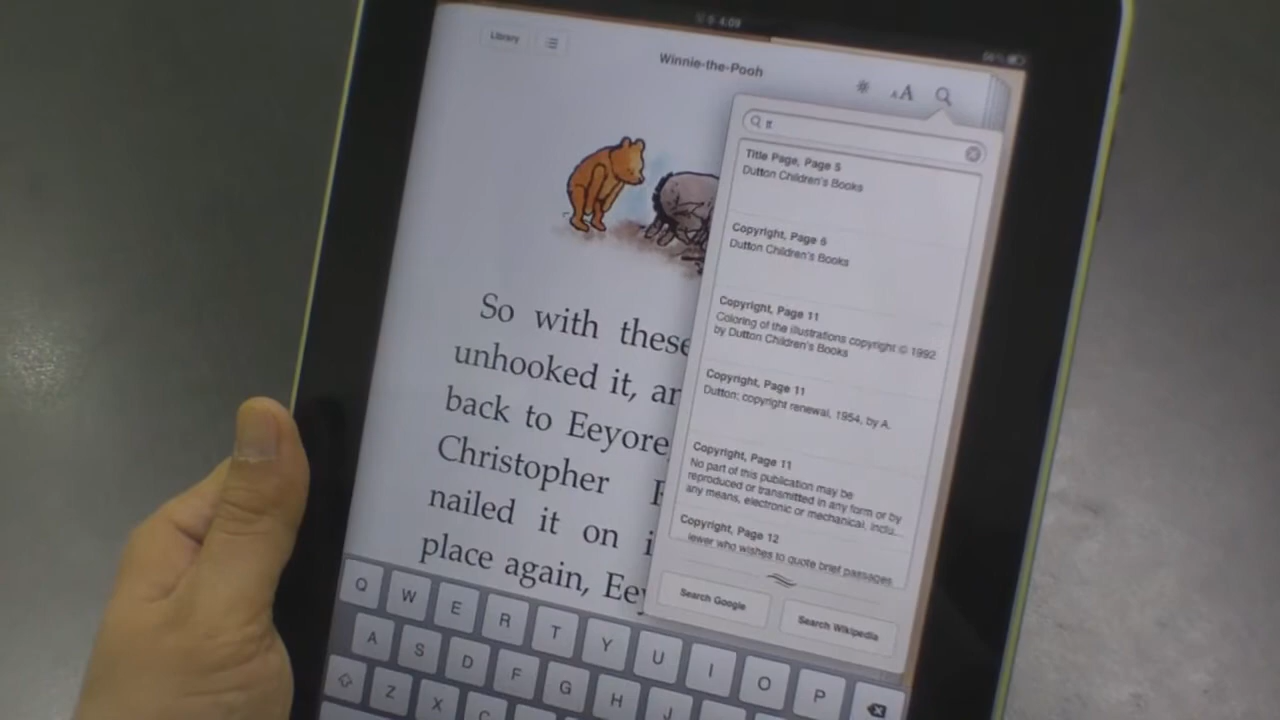 4:09
Library
Winnie-the-Pooh
AA
tt
Title Page, Page 5
Dutton Children's Books
Copyright, Page 6
Dutton Children's Books
Copyright, Page 11
Coloring of the illustrations copyright © 1992
by Dutton Children's Books
Copyright, Page 11
Dutton; copyright renewal, 1954, by A.
Copyright, Page 11
No part of this publication may be
reproduced or transmitted in any form or by
any means, electronic or mechanical, inclu...
Copyright, Page 12
iewer who wishes to quote brief passages
Search Google
Search Wikipedia
So with these
unhooked it, ar
back to Eeyore
Christopher
nailed it on i
place again, Eey
Q W E R T Y U I O P
A S D F G H J
Z X C